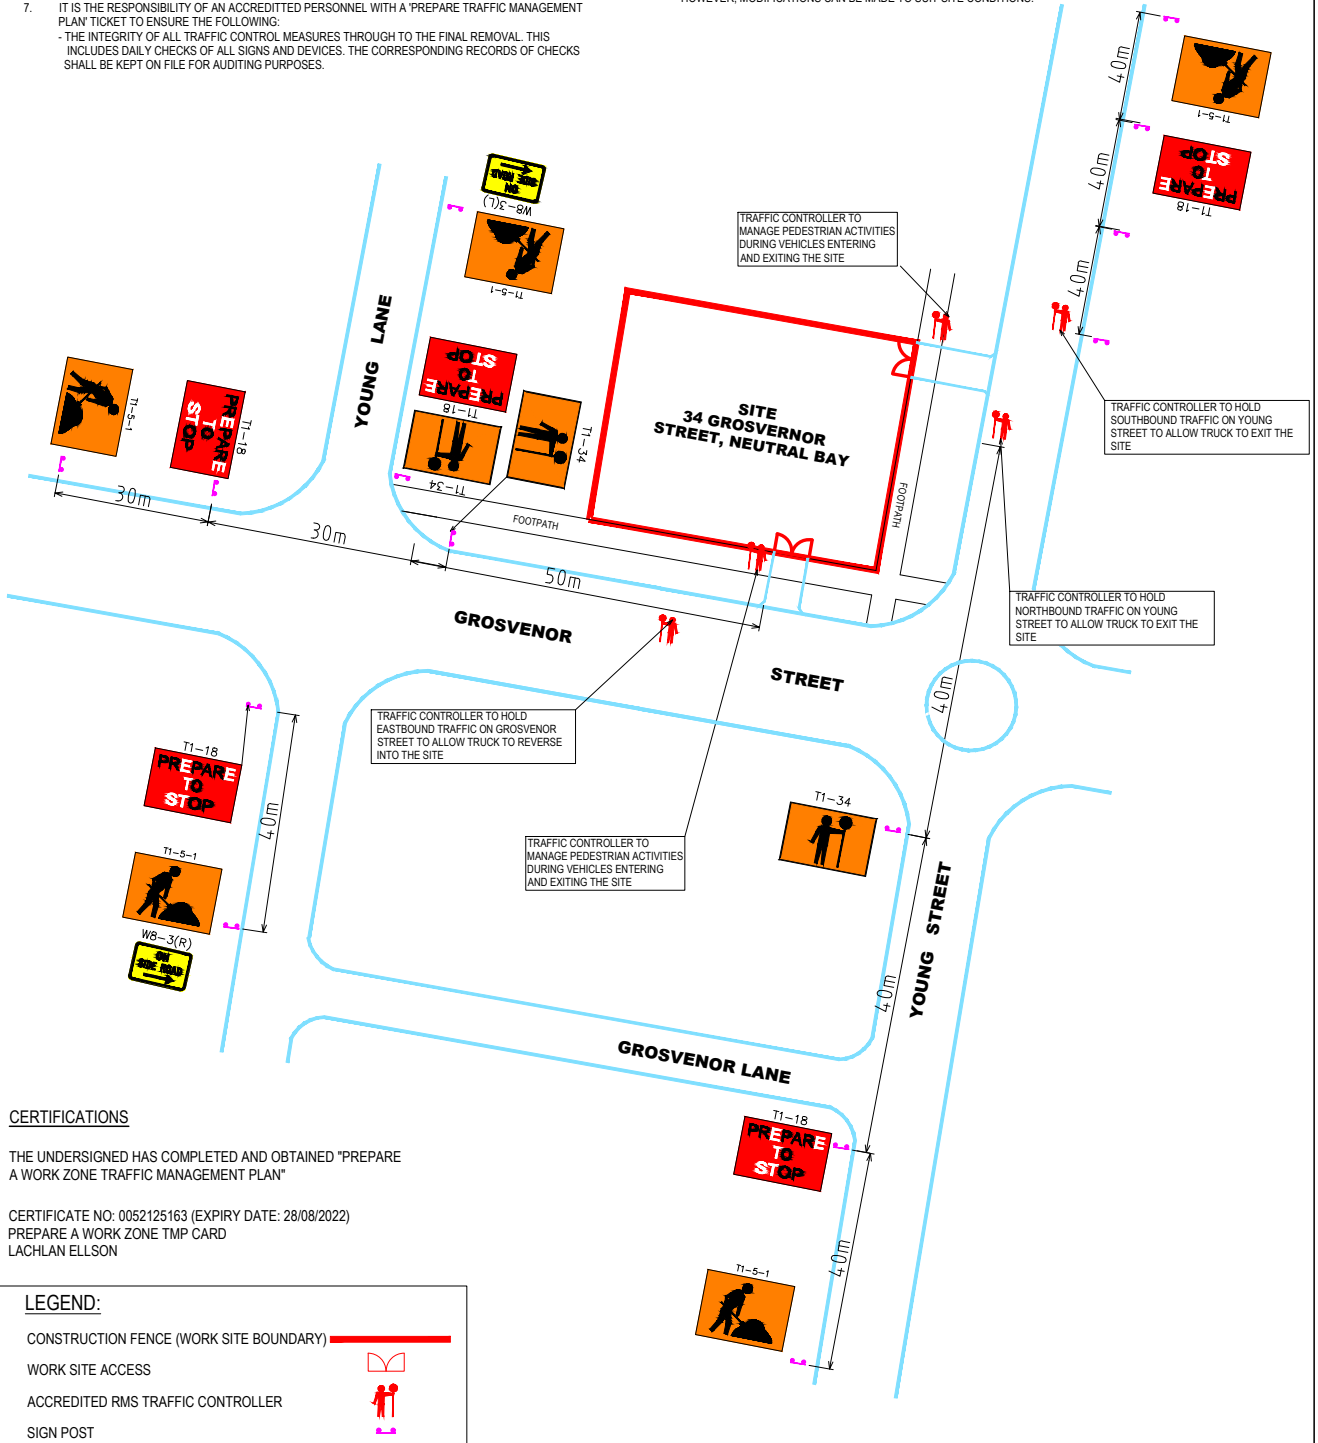 7. IT IS THE RESPONSIBILITY OF AN ACCREDITTED PERSONNEL WITH A 'PREPARE TRAFFIC MANAGEMENT
PLAN' TICKET TO ENSURE THE FOLLOWING:
- THE INTEGRITY OF ALL TRAFFIC CONTROL MEASURES THROUGH TO THE FINAL REMOVAL. THIS
INCLUDES DAILY CHECKS OF ALL SIGNS AND DEVICES. THE CORRESPONDING RECORDS OF CHECKS
SHALL BE KEPT ON FILE FOR AUDITING PURPOSES.
HOWEVER, MODIFICATIONS CAN BE MADE TO SUIT SITE CONDITIONS.
40m
T1-5-1
PREPARE
TO
STOP
T1-18
40m
40m
ON
SIDE ROAD
W8-3(L)
T1-5-1
PREPARE
TO
STOP
T1-18
T1-34
T1-34
YOUNG LANE
T1-5-1
PREPARE
TO
STOP
T1-18
30m
30m
50m
TRAFFIC CONTROLLER TO
MANAGE PEDESTRIAN ACTIVITIES
DURING VEHICLES ENTERING
AND EXITING THE SITE
SITE
34 GROSVERNOR
STREET, NEUTRAL BAY
FOOTPATH
FOOTPATH
TRAFFIC CONTROLLER TO HOLD
SOUTHBOUND TRAFFIC ON YOUNG
STREET TO ALLOW TRUCK TO EXIT THE
SITE
TRAFFIC CONTROLLER TO HOLD
NORTHBOUND TRAFFIC ON YOUNG
STREET TO ALLOW TRUCK TO EXIT THE
SITE
GROSVENOR
STREET
40m
TRAFFIC CONTROLLER TO HOLD
EASTBOUND TRAFFIC ON GROSVENOR
STREET TO ALLOW TRUCK TO REVERSE
INTO THE SITE
T1-18
PREPARE
TO
STOP
40m
T1-5-1
W8-3(R)
ON
SIDE ROAD
TRAFFIC CONTROLLER TO
MANAGE PEDESTRIAN ACTIVITIES
DURING VEHICLES ENTERING
AND EXITING THE SITE
T1-34
YOUNG STREET
40m
GROSVENOR LANE
T1-18
PREPARE
TO
STOP
40m
T1-5-1
CERTIFICATIONS
THE UNDERSIGNED HAS COMPLETED AND OBTAINED "PREPARE
A WORK ZONE TRAFFIC MANAGEMENT PLAN"
CERTIFICATE NO: 0052125163 (EXPIRY DATE: 28/08/2022)
PREPARE A WORK ZONE TMP CARD
LACHLAN ELLSON
LEGEND:
CONSTRUCTION FENCE (WORK SITE BOUNDARY)
WORK SITE ACCESS
ACCREDITED RMS TRAFFIC CONTROLLER
SIGN POST